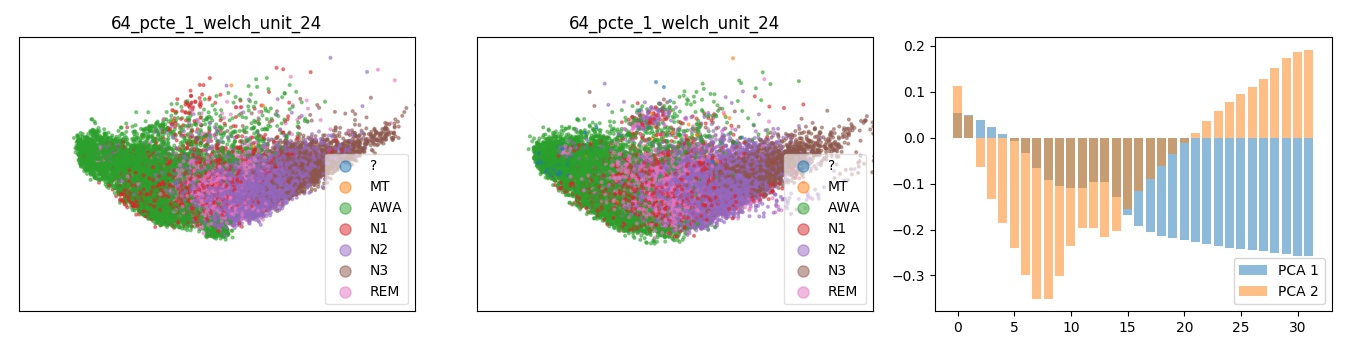 64_pcte_1_welch_unit_24
?
MT
AWA
N1
N2
N3
REM
64_pcte_1_welch_unit_24
?
MT
AWA
N1
N2
N3
REM
0.2
0.1
0.0
−0.1
−0.2
−0.3
PCA 1
PCA 2
0 5 10 15 20 25 30